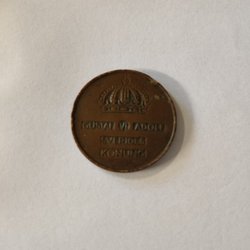 GUSTAF VI ADOLF
SVERIGES
KONUNG